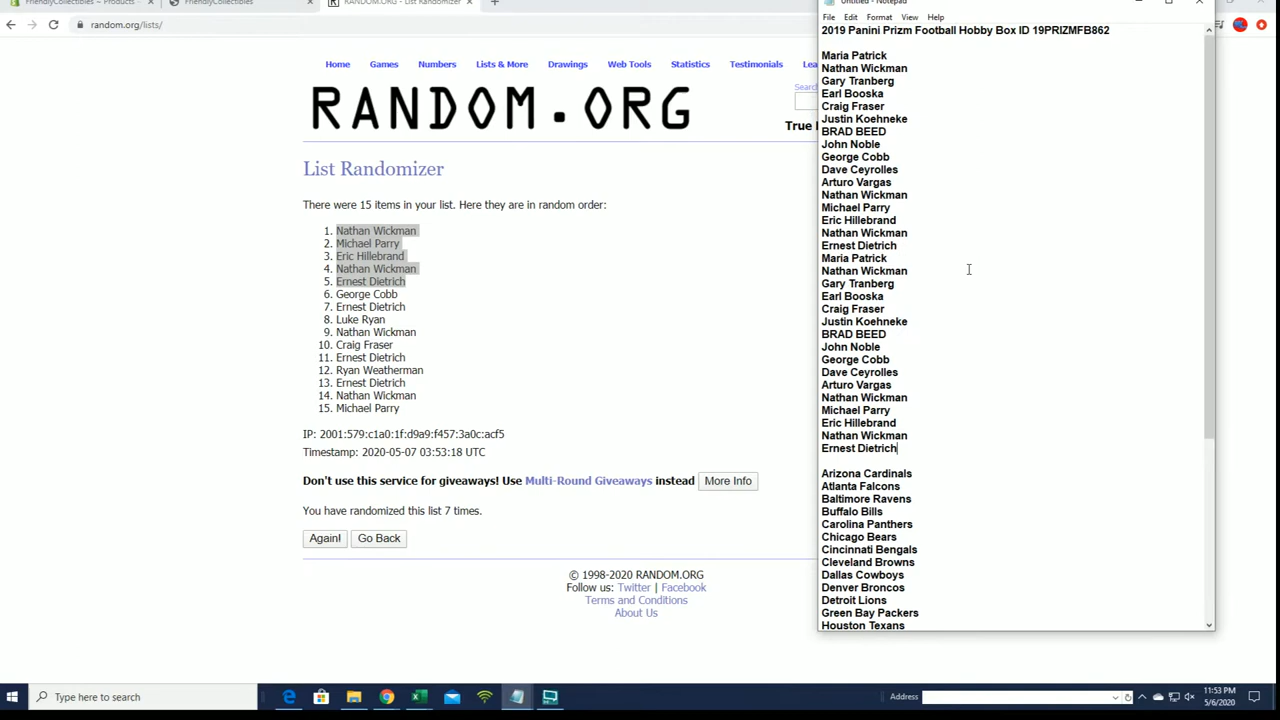 FriendlyCollectibles – Products
FriendlyCollectibles
RANDOM.ORG - List Randomizer
Untitled - Notepad
random.org/lists/
File Edit Format View Help
Home Games Numbers Lists & More Drawings Web Tools Statistics Testimonials
RANDOM.ORG
True
List Randomizer
There were 15 items in your list. Here they are in random order:
1. Nathan Wickman
2. Michael Parry
3. Eric Hillebrand
4. Nathan Wickman
5. Ernest Dietrich
6. George Cobb
7. Ernest Dietrich
8. Luke Ryan
9. Nathan Wickman
10. Craig Fraser
11. Ernest Dietrich
12. Ryan Weatherman
13. Ernest Dietrich
14. Nathan Wickman
15. Michael Parry
IP: 2001:579:c1a0:1f:d9a9:f457:3a0c:acf5
Timestamp: 2020-05-07 03:53:18 UTC
Don't use this service for giveaways! Use Multi-Round Giveaways instead More Info
You have randomized this list 7 times.
Again! Go Back
© 1998-2020 RANDOM.ORG
Follow us: Twitter | Facebook
Terms and Conditions
About Us
2019 Panini Prizm Football Hobby Box ID 19PRIZMFB862
Maria Patrick
Nathan Wickman
Gary Tranberg
Earl Booska
Craig Fraser
Justin Koehneke
BRAD BEED
John Noble
George Cobb
Dave Ceyrolles
Arturo Vargas
Nathan Wickman
Michael Parry
Eric Hillebrand
Nathan Wickman
Ernest Dietrich
Maria Patrick
Nathan Wickman
Gary Tranberg
Earl Booska
Craig Fraser
Justin Koehneke
BRAD BEED
John Noble
George Cobb
Dave Ceyrolles
Arturo Vargas
Nathan Wickman
Michael Parry
Eric Hillebrand
Nathan Wickman
Ernest Dietrich
Arizona Cardinals
Atlanta Falcons
Baltimore Ravens
Buffalo Bills
Carolina Panthers
Chicago Bears
Cincinnati Bengals
Cleveland Browns
Dallas Cowboys
Denver Broncos
Detroit Lions
Green Bay Packers
Houston Texans
Type here to search
Address
11:53 PM
5/6/2020